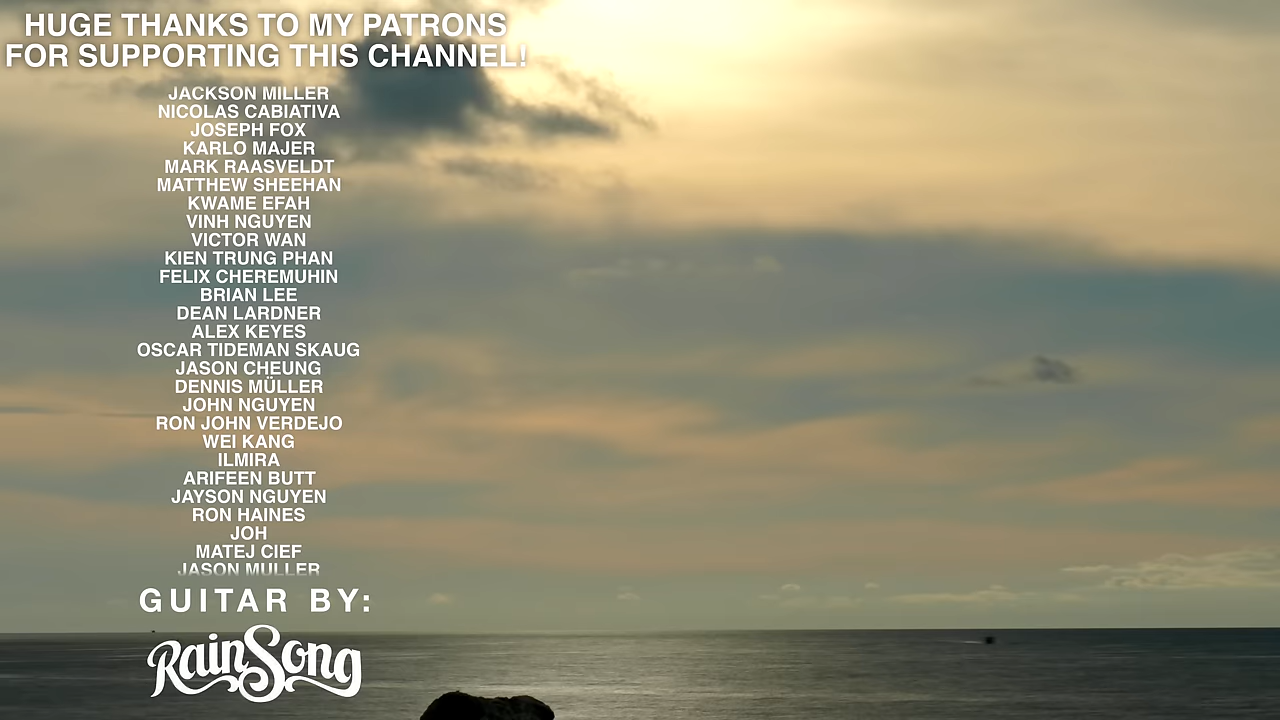 HUGE THANKS TO MY PATRONS
FOR SUPPORTING THIS CHANNEL!
JACKSON MILLER
NICOLAS CABIATIVA
JOSEPH FOX
KARLO MAJER
MARK RAASVELDT
MATTHEW SHEEHAN
KWAME EFAH
VINH NGUYEN
VICTOR WAN
KIEN TRUNG PHAN
FELIX CHEREMUHIN
BRIAN LEE
DEAN LARDNER
ALEX KEYES
OSCAR TIDEMAN SKAUG
JASON CHEUNG
DENNIS MÜLLER
JOHN NGUYEN
RON JOHN VERDEJO
WEI KANG
ILMIRA
ARIFEEN BUTT
JAYSON NGUYEN
RON HAINES
JOH
MATEJ CIEF
JASON MULLER
GUITAR BY:
RainSong